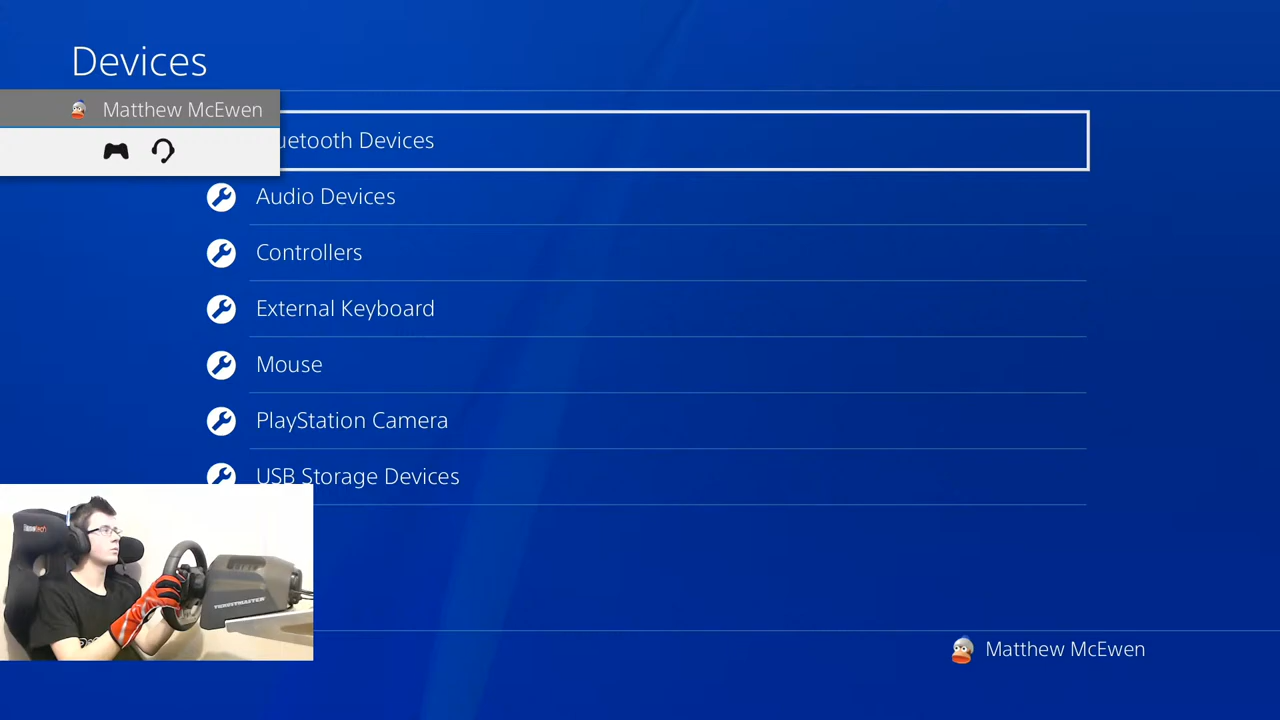 Devices
Matthew McEwen
uetooth Devices
Audio Devices
Controllers
External Keyboard
Mouse
PlayStation Camera
USB Storage Devices
THRUSTMASTER
Matthew McEwen